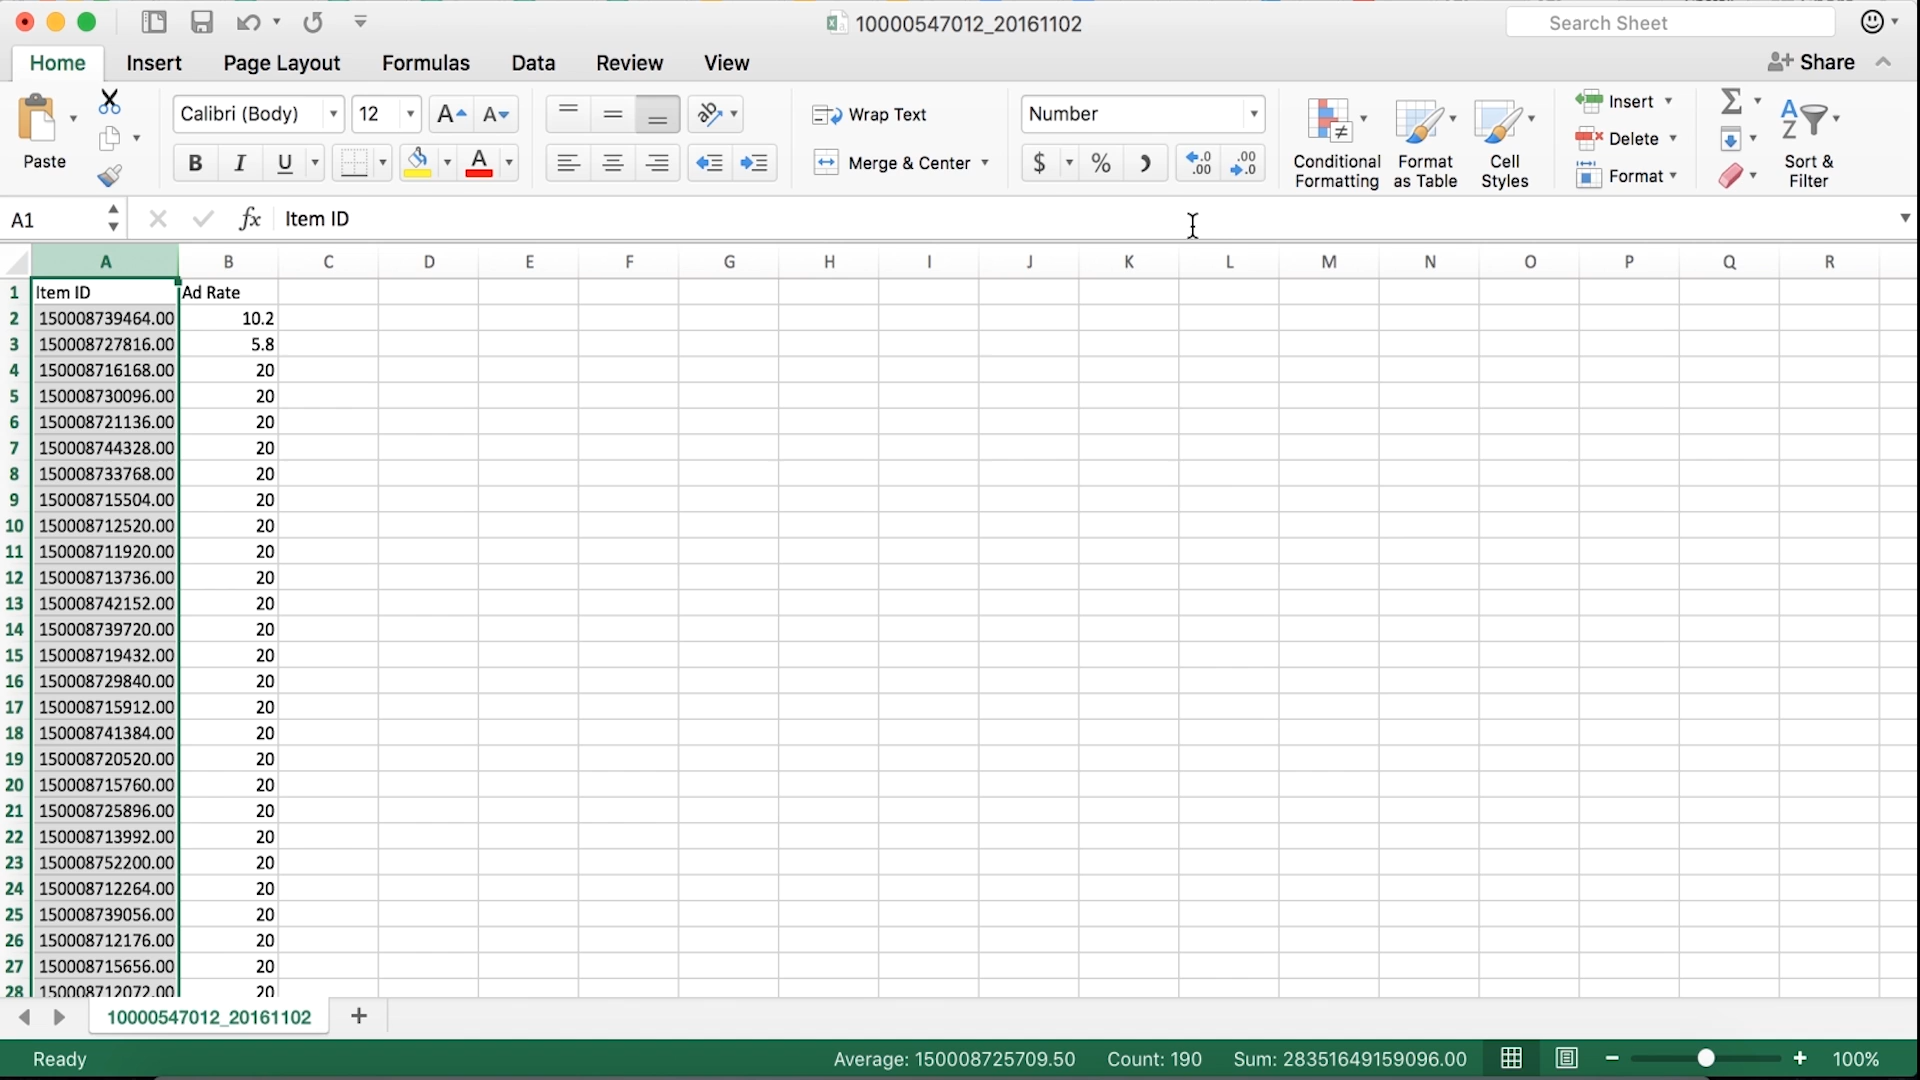 10000547012_20161102
Search Sheet
Home Insert Page Layout Formulas Data Review View
Share
Paste
Calibri (Body) 12
Wrap Text
Merge & Center
Number
Conditional Formatting
Format as Table
Cell Styles
Insert
Delete
Format
Sort & Filter
A1 fx Item ID
A B C D E F G H I J K L M N O P Q R
1 Item ID Ad Rate
2 150008739464.00 10.2
3 150008727816.00 5.8
4 150008716168.00 20
5 150008730096.00 20
6 150008721136.00 20
7 150008744328.00 20
8 150008733768.00 20
9 150008715504.00 20
10 150008712520.00 20
11 150008711920.00 20
12 150008713736.00 20
13 150008742152.00 20
14 150008739720.00 20
15 150008719432.00 20
16 150008729840.00 20
17 150008715912.00 20
18 150008741384.00 20
19 150008720520.00 20
20 150008715760.00 20
21 150008725896.00 20
22 150008713992.00 20
23 150008752200.00 20
24 150008712264.00 20
25 150008739056.00 20
26 150008712176.00 20
27 150008715656.00 20
28 150008712072.00 20
10000547012_20161102
Ready Average: 150008725709.50 Count: 190 Sum: 28351649159096.00 100%